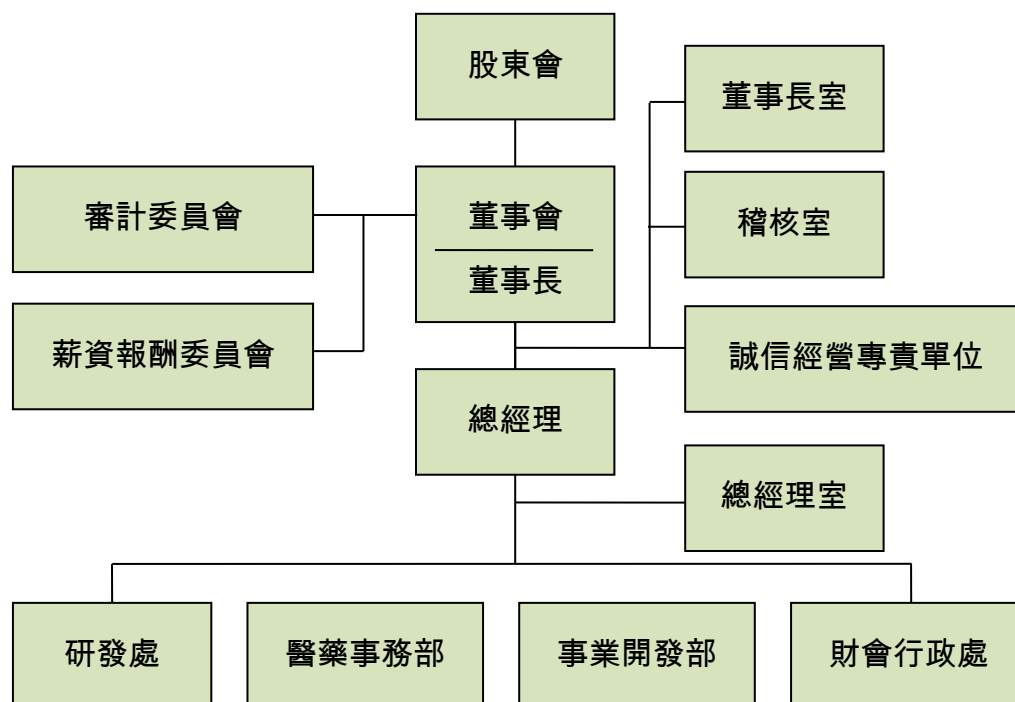 股東會
董事長室
審計委員會
董事會
董事長
稽核室
薪資報酬委員會
誠信經營專責單位
總經理
總經理室
研發處
醫藥事務部
事業開發部
財會行政處